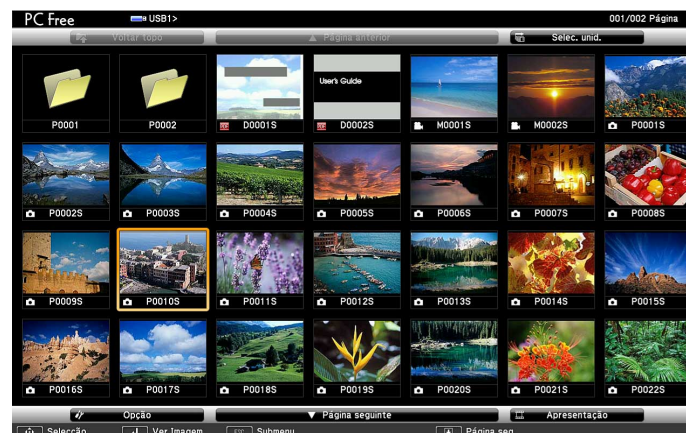 PC Free USB1> 001/002 Página
Voltar topo Página anterior Selec. unid.
User's Guide
P0001 P0002 D0001S D0002S M0001S M0002S P0001S
P0002S P0003S P0004S P0005S P0006S P0007S P0008S
P0009S P0010S P0011S P0012S P0013S P0014S P0015S
P0016S P0017S P0018S P0019S P0020S P0021S P0022S
Opção Página seguinte Apresentação
Selecção Ver Imagem ESC Submenu Página seg.